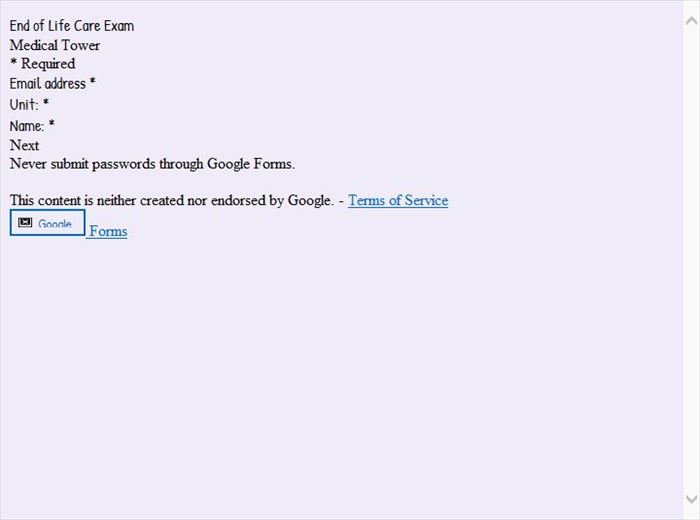 End of Life Care Exam
Medical Tower
* Required
Email address *
Unit: *
Name: *
Next
Never submit passwords through Google Forms.
This content is neither created nor endorsed by Google. - Terms of Service
Google Forms